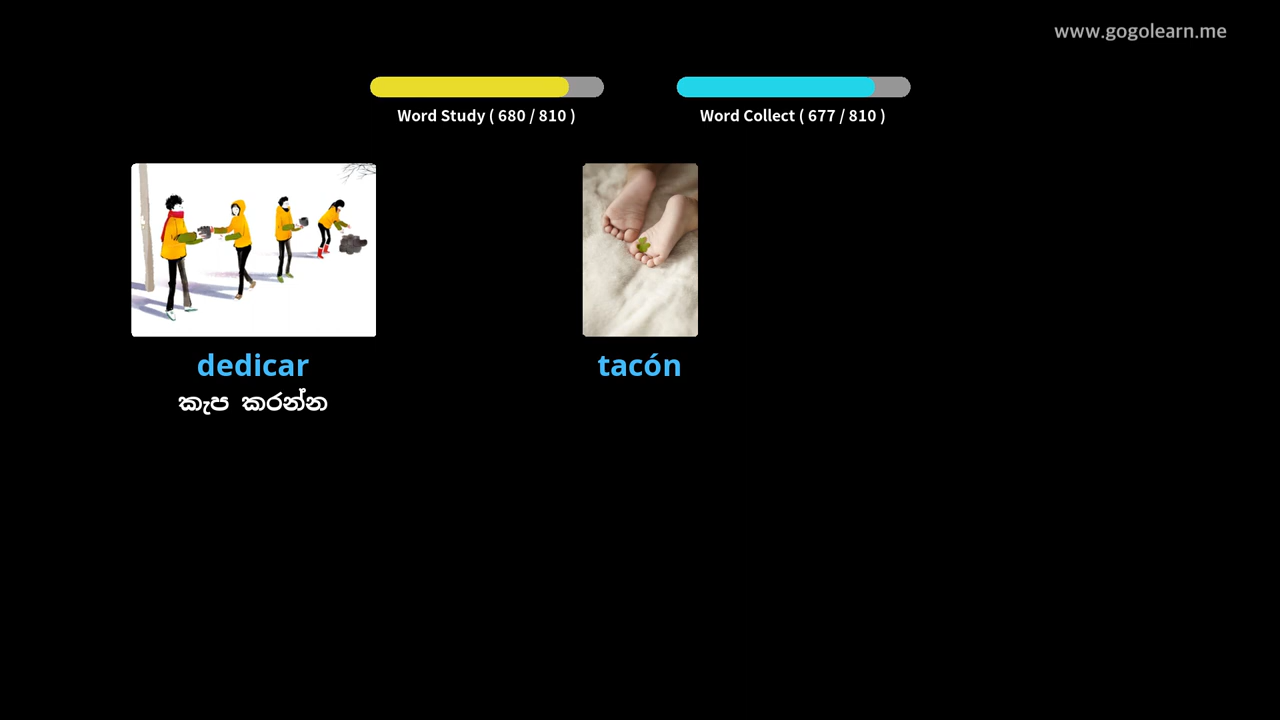 www.gogolearn.me
Word Study ( 680 / 810 )
Word Collect ( 677 / 810 )
dedicar
කැප කරන්න
tacón